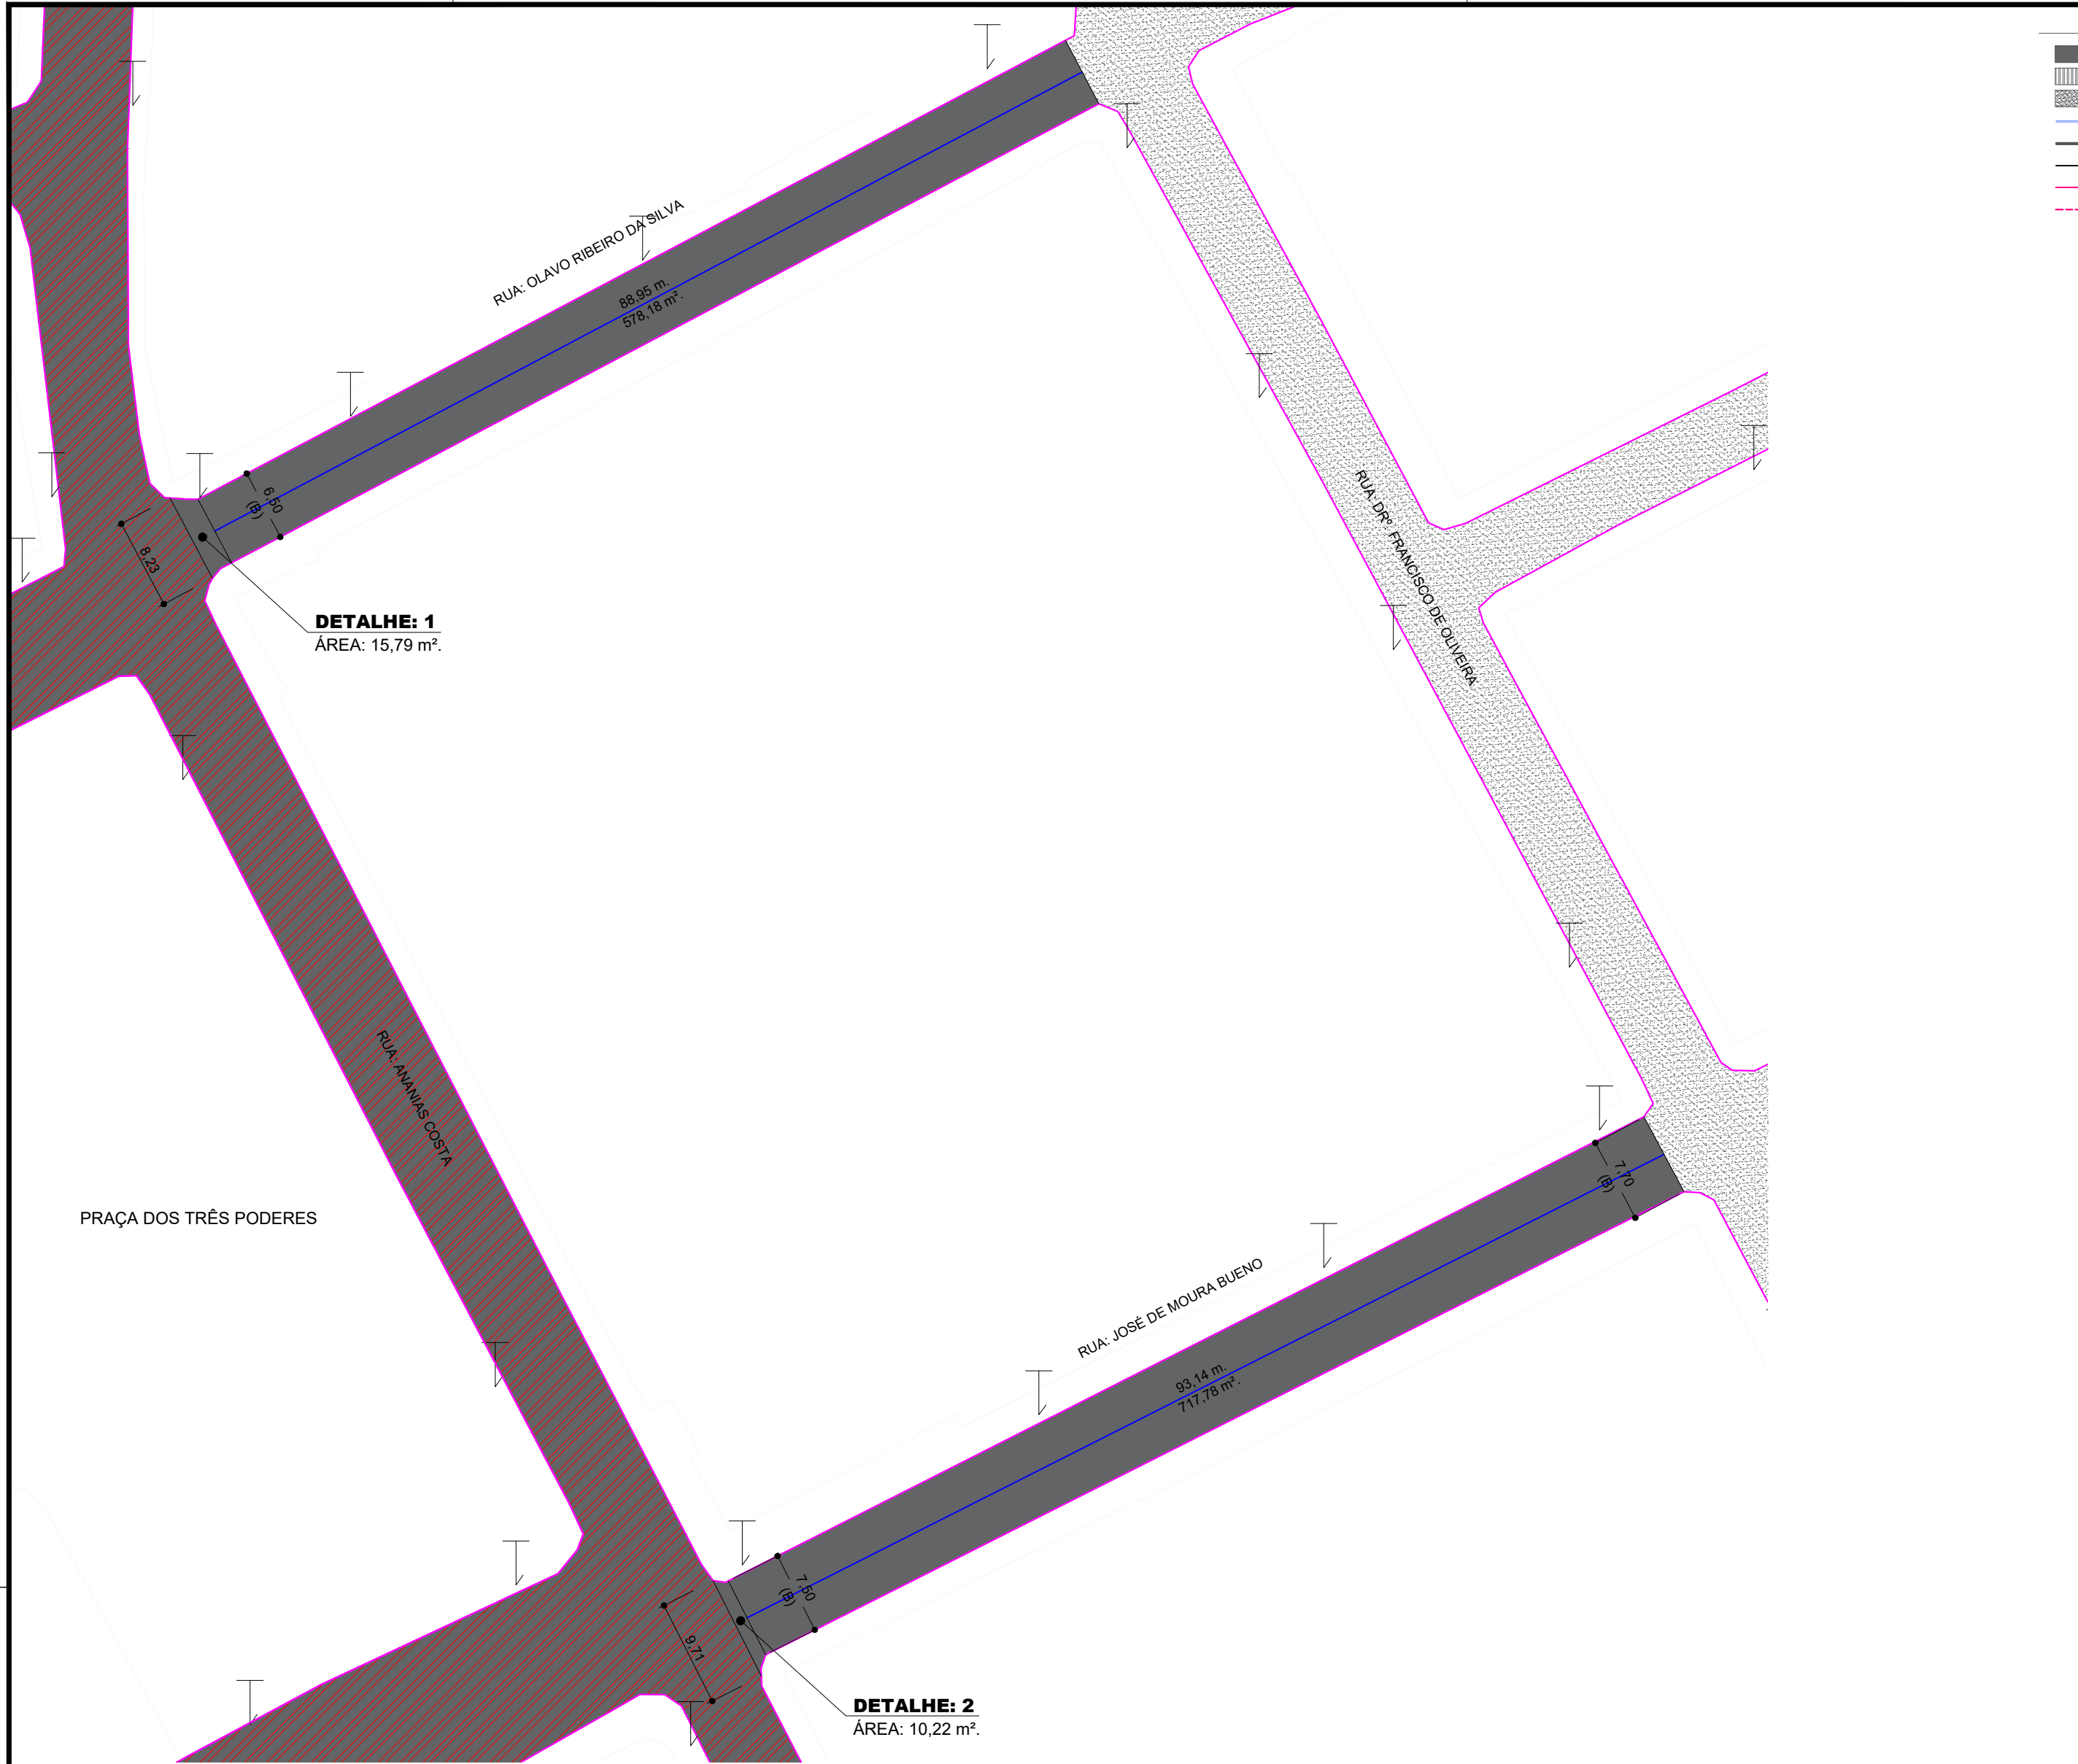 RUA: OLAVO RIBEIRO DA SILVA
88,95 m.
578,18 m².
6,50
(B)
8,23
DETALHE: 1
ÁREA: 15,79 m².
RUA: DRº. FRANCISCO DE OLIVEIRA
RUA: ANANIAS COSTA
PRAÇA DOS TRÊS PODERES
7,70
(B)
RUA: JOSÉ DE MOURA BUENO
93,14 m.
717,78 m².
7,50
(B)
9,71
DETALHE: 2
ÁREA: 10,22 m².